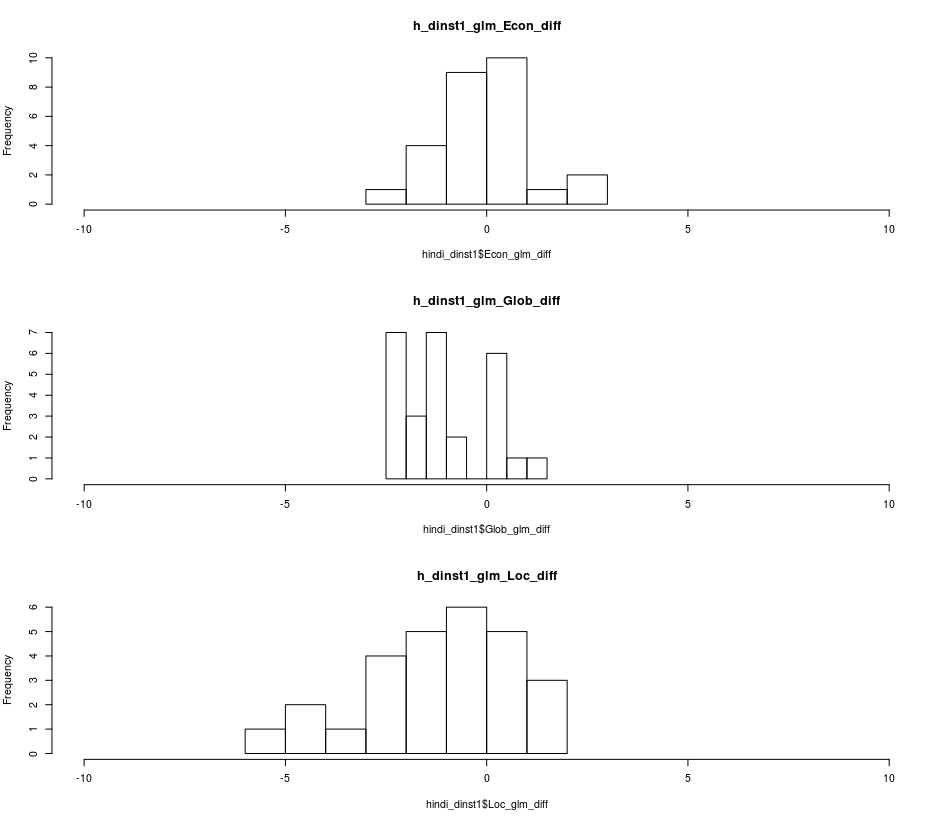 h_dinst1_glm_Econ_diff
Frequency
0 2 4 6 8 10
-10 -5 0 5 10
hindi_dinst1$Econ_glm_diff
h_dinst1_glm_Glob_diff
Frequency
0 1 2 3 4 5 6 7
-10 -5 0 5 10
hindi_dinst1$Glob_glm_diff
h_dinst1_glm_Loc_diff
Frequency
0 1 2 3 4 5 6
-10 -5 0 5 10
hindi_dinst1$Loc_glm_diff